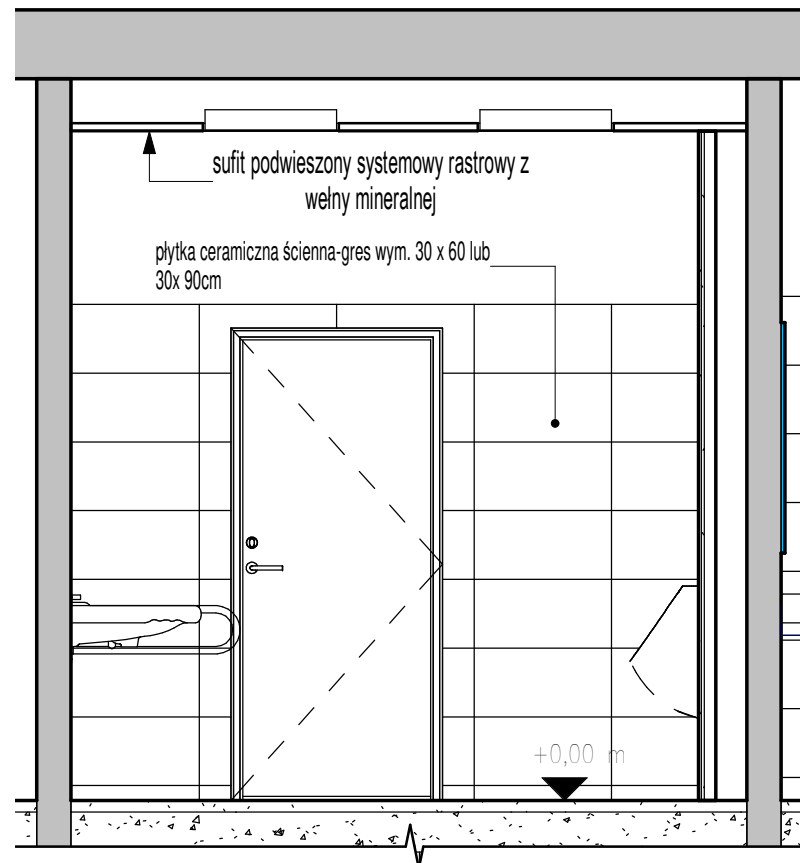 sufit podwieszony systemowy rastrowy z
wełny mineralnej
płytka ceramiczna ścienna-gres wym. 30 x 60 lub
30x 90cm
+0,00 m